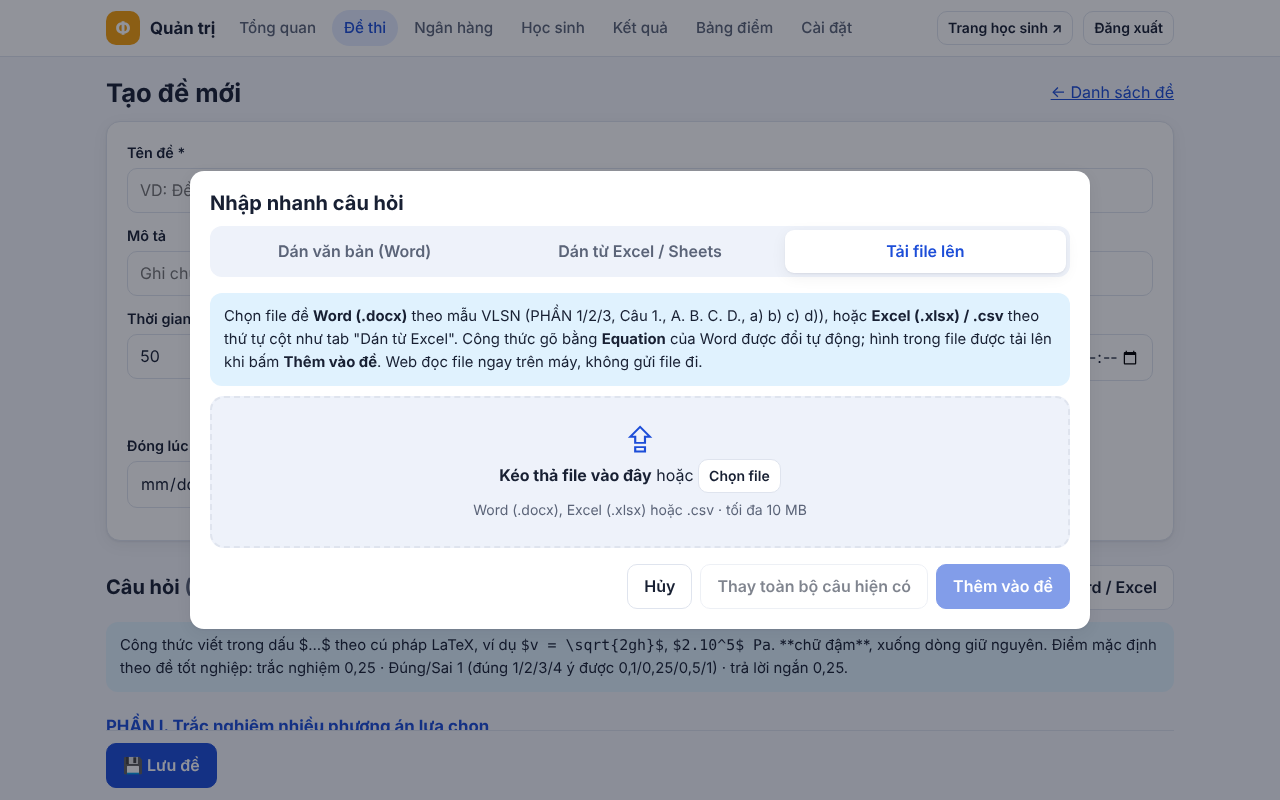 Φ Quản trị Tổng quan Đề thi Ngân hàng Học sinh Kết quả Bảng điểm Cài đặt Trang học sinh ↗ Đăng xuất
Tạo đề mới ← Danh sách đề
Tên đề *
VD: Đề
Mô tả
Ghi ch
Thời gian
50 -:--
Đóng lúc
mm/dd
Nhập nhanh câu hỏi
Dán văn bản (Word) Dán từ Excel / Sheets Tải file lên
Chọn file đề Word (.docx) theo mẫu VLSN (PHẦN 1/2/3, Câu 1., A. B. C. D., a) b) c) d)), hoặc Excel (.xlsx) / .csv theo
thứ tự cột như tab "Dán từ Excel". Công thức gõ bằng Equation của Word được đổi tự động; hình trong file được tải lên
khi bấm Thêm vào đề. Web đọc file ngay trên máy, không gửi file đi.
Kéo thả file vào đây hoặc Chọn file
Word (.docx), Excel (.xlsx) hoặc .csv · tối đa 10 MB
Hủy Thay toàn bộ câu hiện có Thêm vào đề
Câu hỏi ( rd / Excel
Công thức viết trong dấu $...$ theo cú pháp LaTeX, ví dụ $v = \sqrt{2gh}$, $2.10^5$ Pa. **chữ đậm**, xuống dòng giữ nguyên. Điểm mặc định
theo đề tốt nghiệp: trắc nghiệm 0,25 · Đúng/Sai 1 (đúng 1/2/3/4 ý được 0,1/0,25/0,5/1) · trả lời ngắn 0,25.
PHẦN I. Trắc nghiệm nhiều phương án lựa chọn
💾 Lưu đề